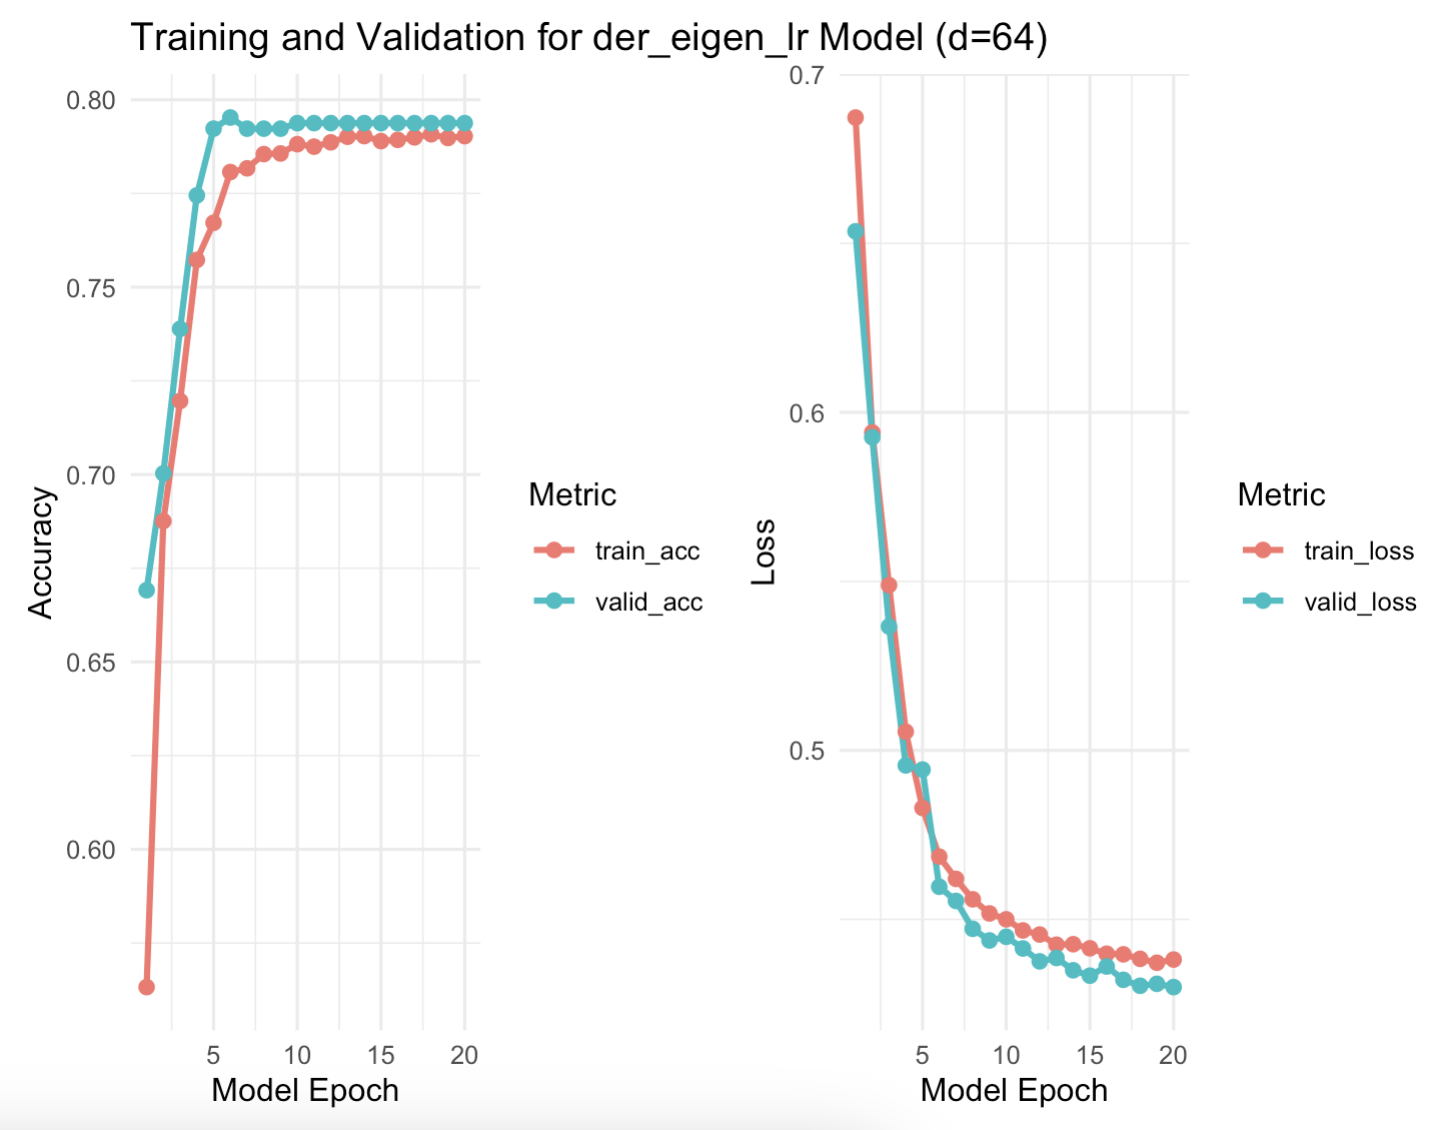 Training and Validation for der_eigen_lr Model (d=64)
0.80
0.75
0.70
0.65
0.60
Accuracy
5 10 15 20
Model Epoch
Metric
train_acc
valid_acc
0.7
0.6
0.5
Loss
5 10 15 20
Model Epoch
Metric
train_loss
valid_loss